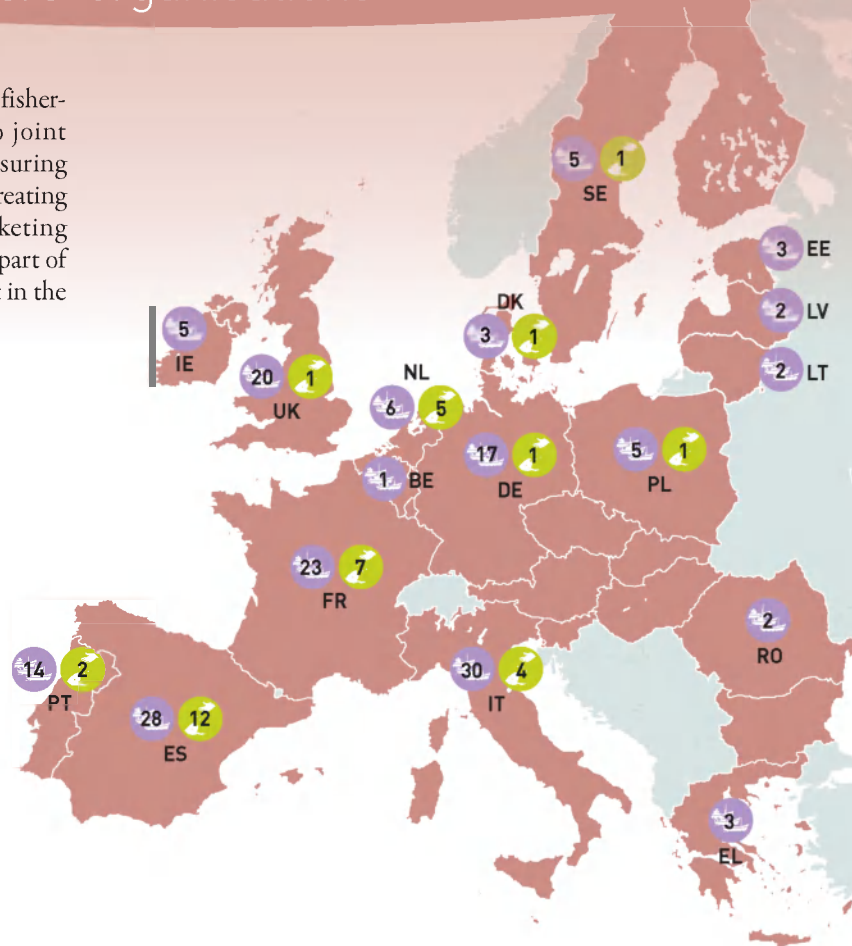 fisher-
joint
suring
reating
keting
part of
in the
5 1
SE
3 EE
DK
5
3 1
2 LV
IE
NL
2 LT
20 1
UK
6 5
17 1
5 1
1 BE
DE
PL
23 7
FR
2
RO
14 2
30 4
PT
IT
28 12
ES
3
EL